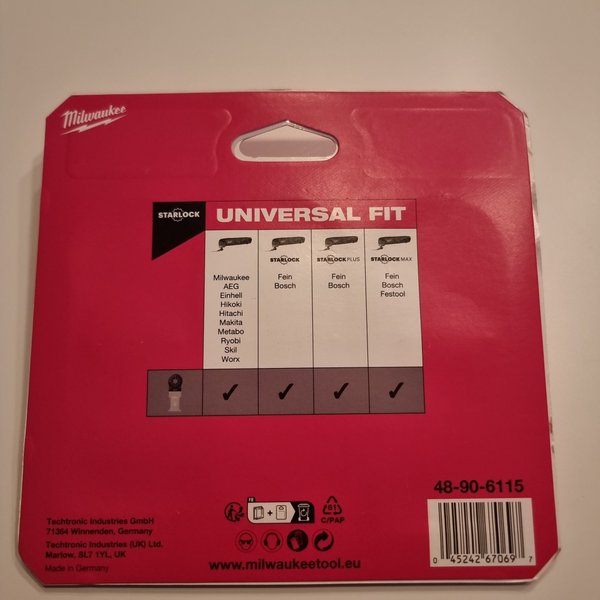 Milwaukee
STARLOCK
UNIVERSAL FIT
STARLOCK
STARLOCK PLUS
STARLOCK MAX
Milwaukee
AEG
Einhell
Hikoki
Hitachi
Makita
Metabo
Ryobi
Skil
Worx
Fein
Bosch
Fein
Bosch
Fein
Bosch
Festool
48-90-6115
FR
+
81
C/PAP
Techtronic Industries GmbH
71364 Winnenden, Germany
Techtronic Industries (UK) Ltd.
Marlow, SL7 1YL, UK
Made in Germany
www.milwaukeetool.eu
0 45242 67069 7